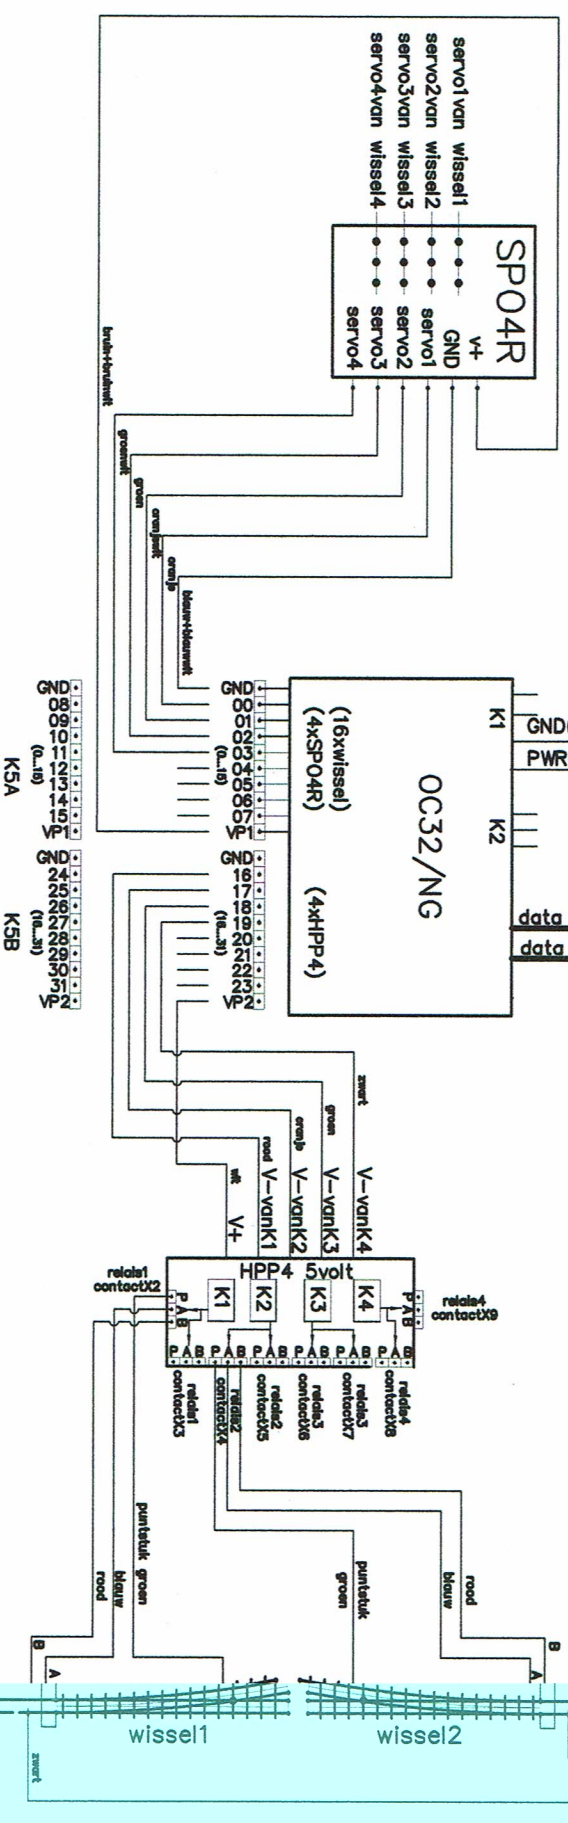 servo1van wissel1
servo2van wissel2
servo3van wissel3
servo4van wissel4
SP04R
v+
GND
servo1
servo2
servo3
servo4
bruin+bruinwit
groenwit
groen
oranjewit
oranje
blauw+blauwwit
OC32/NG
K1
K2
GND
PWR
data
data
(16xwissel)
(4xSP04R)
(4xHPP4)
GND
00
01
02
03
04
05
06
07
VP1
(0...15)
GND
16
17
18
19
20
21
22
23
VP2
(16...31)
GND
08
09
10
11
12
13
14
15
VP1
(0...15)
K5A
GND
24
25
26
27
28
29
30
31
VP2
(16...31)
K5B
zwart
groen
oranje
rood
wit
V-vanK4
V-vanK3
V-vanK2
V-vanK1
V+
HPP4 5volt
K1
K2
K3
K4
relais1
contactX2
P
A
B
relais4
contactX9
P
A
B
P A B
P A B
P A B
P A B
P A B
P A B
relais1
contactX3
relais2
contactX4
relais2
contactX5
relais3
contactX6
relais3
contactX7
relais4
contactX8
puntstuk groen
blauw
rood
puntstuk
groen
rood
blauw
B
A
B
A
wissel1
wissel2
zwart